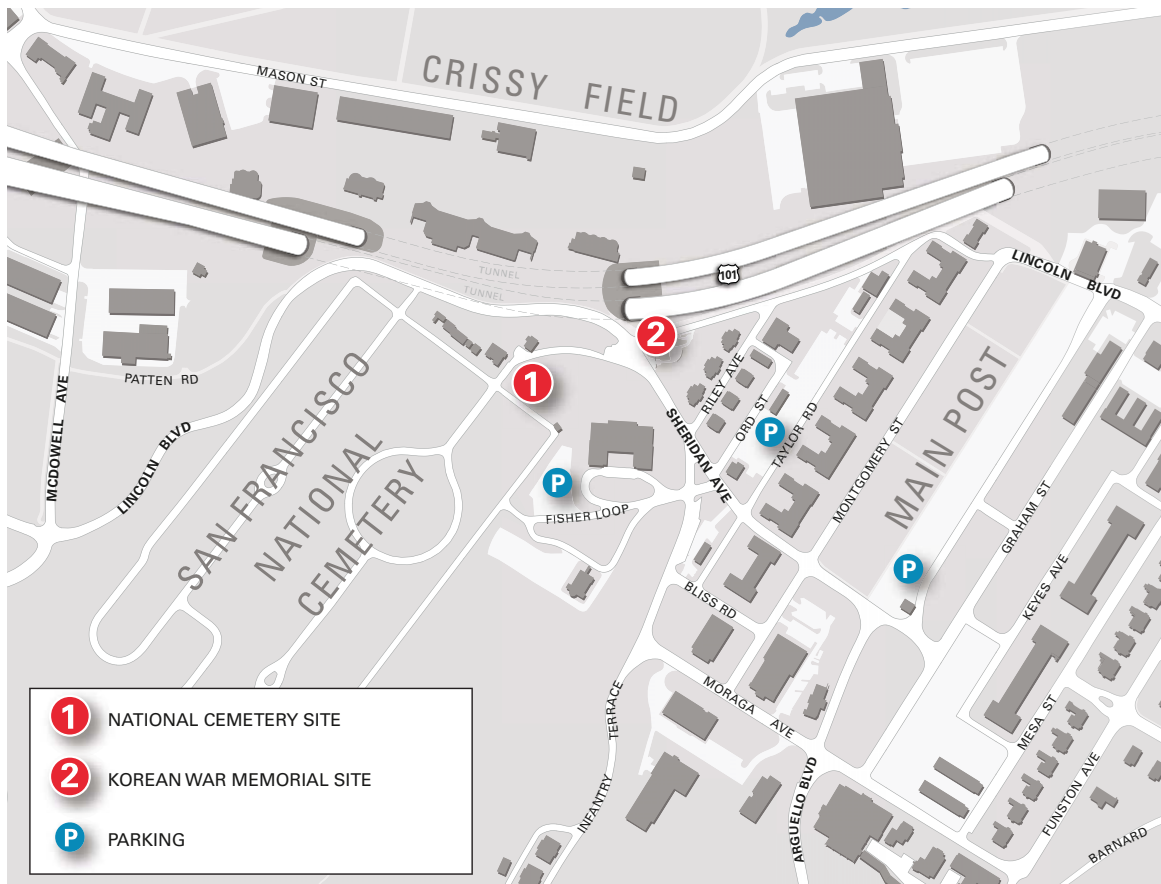 MASON ST
CRISSY FIELD
TUNNEL
TUNNEL
101
LINCOLN BLVD
2
1
PATTEN RD
MCDOWELL AVE
LINCOLN BLVD
SAN FRANCISCO
NATIONAL
CEMETERY
RILEY AVE
ORD ST
TAYLOR RD
SHERIDAN AVE
P
P
MONTGOMERY ST
MAIN POST
FISHER LOOP
GRAHAM ST
P
KEYES AVE
BLISS RD
MORAGA AVE
MESA ST
FUNSTON AVE
INFANTRY TERRACE
ARGUELLO BLVD
BARNARD
1 NATIONAL CEMETERY SITE
2 KOREAN WAR MEMORIAL SITE
P PARKING